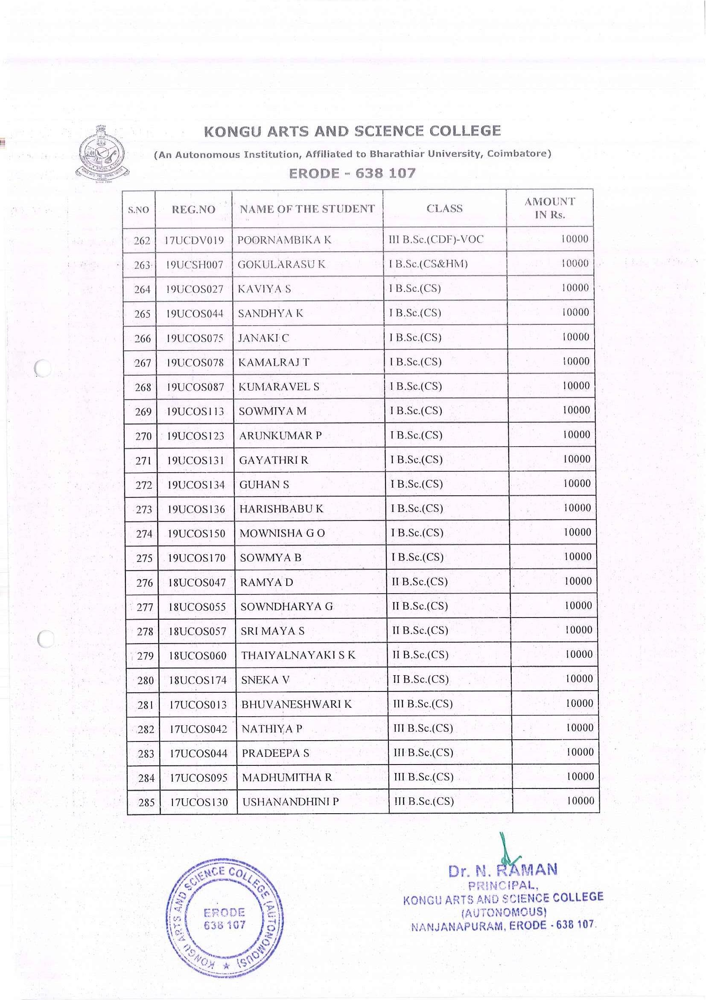 KONGU ARTS AND SCIENCE COLLEGE
(An Autonomous Institution, Affiliated to Bharathiar University, Coimbatore)
ERODE - 638 107
S.NO REG.NO NAME OF THE STUDENT CLASS AMOUNT IN Rs.
262 17UCDV019 POORNAMBIKA K III B.Sc.(CDF)-VOC 10000
263 19UCSH007 GOKULARASU K I B.Sc.(CS&HM) 10000
264 19UCOS027 KAVIYA S I B.Sc.(CS) 10000
265 19UCOS044 SANDHYA K I B.Sc.(CS) 10000
266 19UCOS075 JANAKI C I B.Sc.(CS) 10000
267 19UCOS078 KAMALRAJ T I B.Sc.(CS) 10000
268 19UCOS087 KUMARAVEL S I B.Sc.(CS) 10000
269 19UCOS113 SOWMIYA M I B.Sc.(CS) 10000
270 19UCOS123 ARUNKUMAR P I B.Sc.(CS) 10000
271 19UCOS131 GAYATHRI R I B.Sc.(CS) 10000
272 19UCOS134 GUHAN S I B.Sc.(CS) 10000
273 19UCOS136 HARISHBABU K I B.Sc.(CS) 10000
274 19UCOS150 MOWNISHA G O I B.Sc.(CS) 10000
275 19UCOS170 SOWMYA B I B.Sc.(CS) 10000
276 18UCOS047 RAMYA D II B.Sc.(CS) 10000
277 18UCOS055 SOWNDHARYA G II B.Sc.(CS) 10000
278 18UCOS057 SRI MAYA S II B.Sc.(CS) 10000
279 18UCOS060 THAIYALNAYAKI S K II B.Sc.(CS) 10000
280 18UCOS174 SNEKA V II B.Sc.(CS) 10000
281 17UCOS013 BHUVANESHWARI K III B.Sc.(CS) 10000
282 17UCOS042 NATHIYA P III B.Sc.(CS) 10000
283 17UCOS044 PRADEEPA S III B.Sc.(CS) 10000
284 17UCOS095 MADHUMITHA R III B.Sc.(CS) 10000
285 17UCOS130 USHANANDHINI P III B.Sc.(CS) 10000
KONGU ARTS AND SCIENCE COLLEGE (AUTONOMOUS)
ERODE
638 107
Dr. N. RAMAN
PRINCIPAL,
KONGU ARTS AND SCIENCE COLLEGE
(AUTONOMOUS)
NANJANAPURAM, ERODE - 638 107.